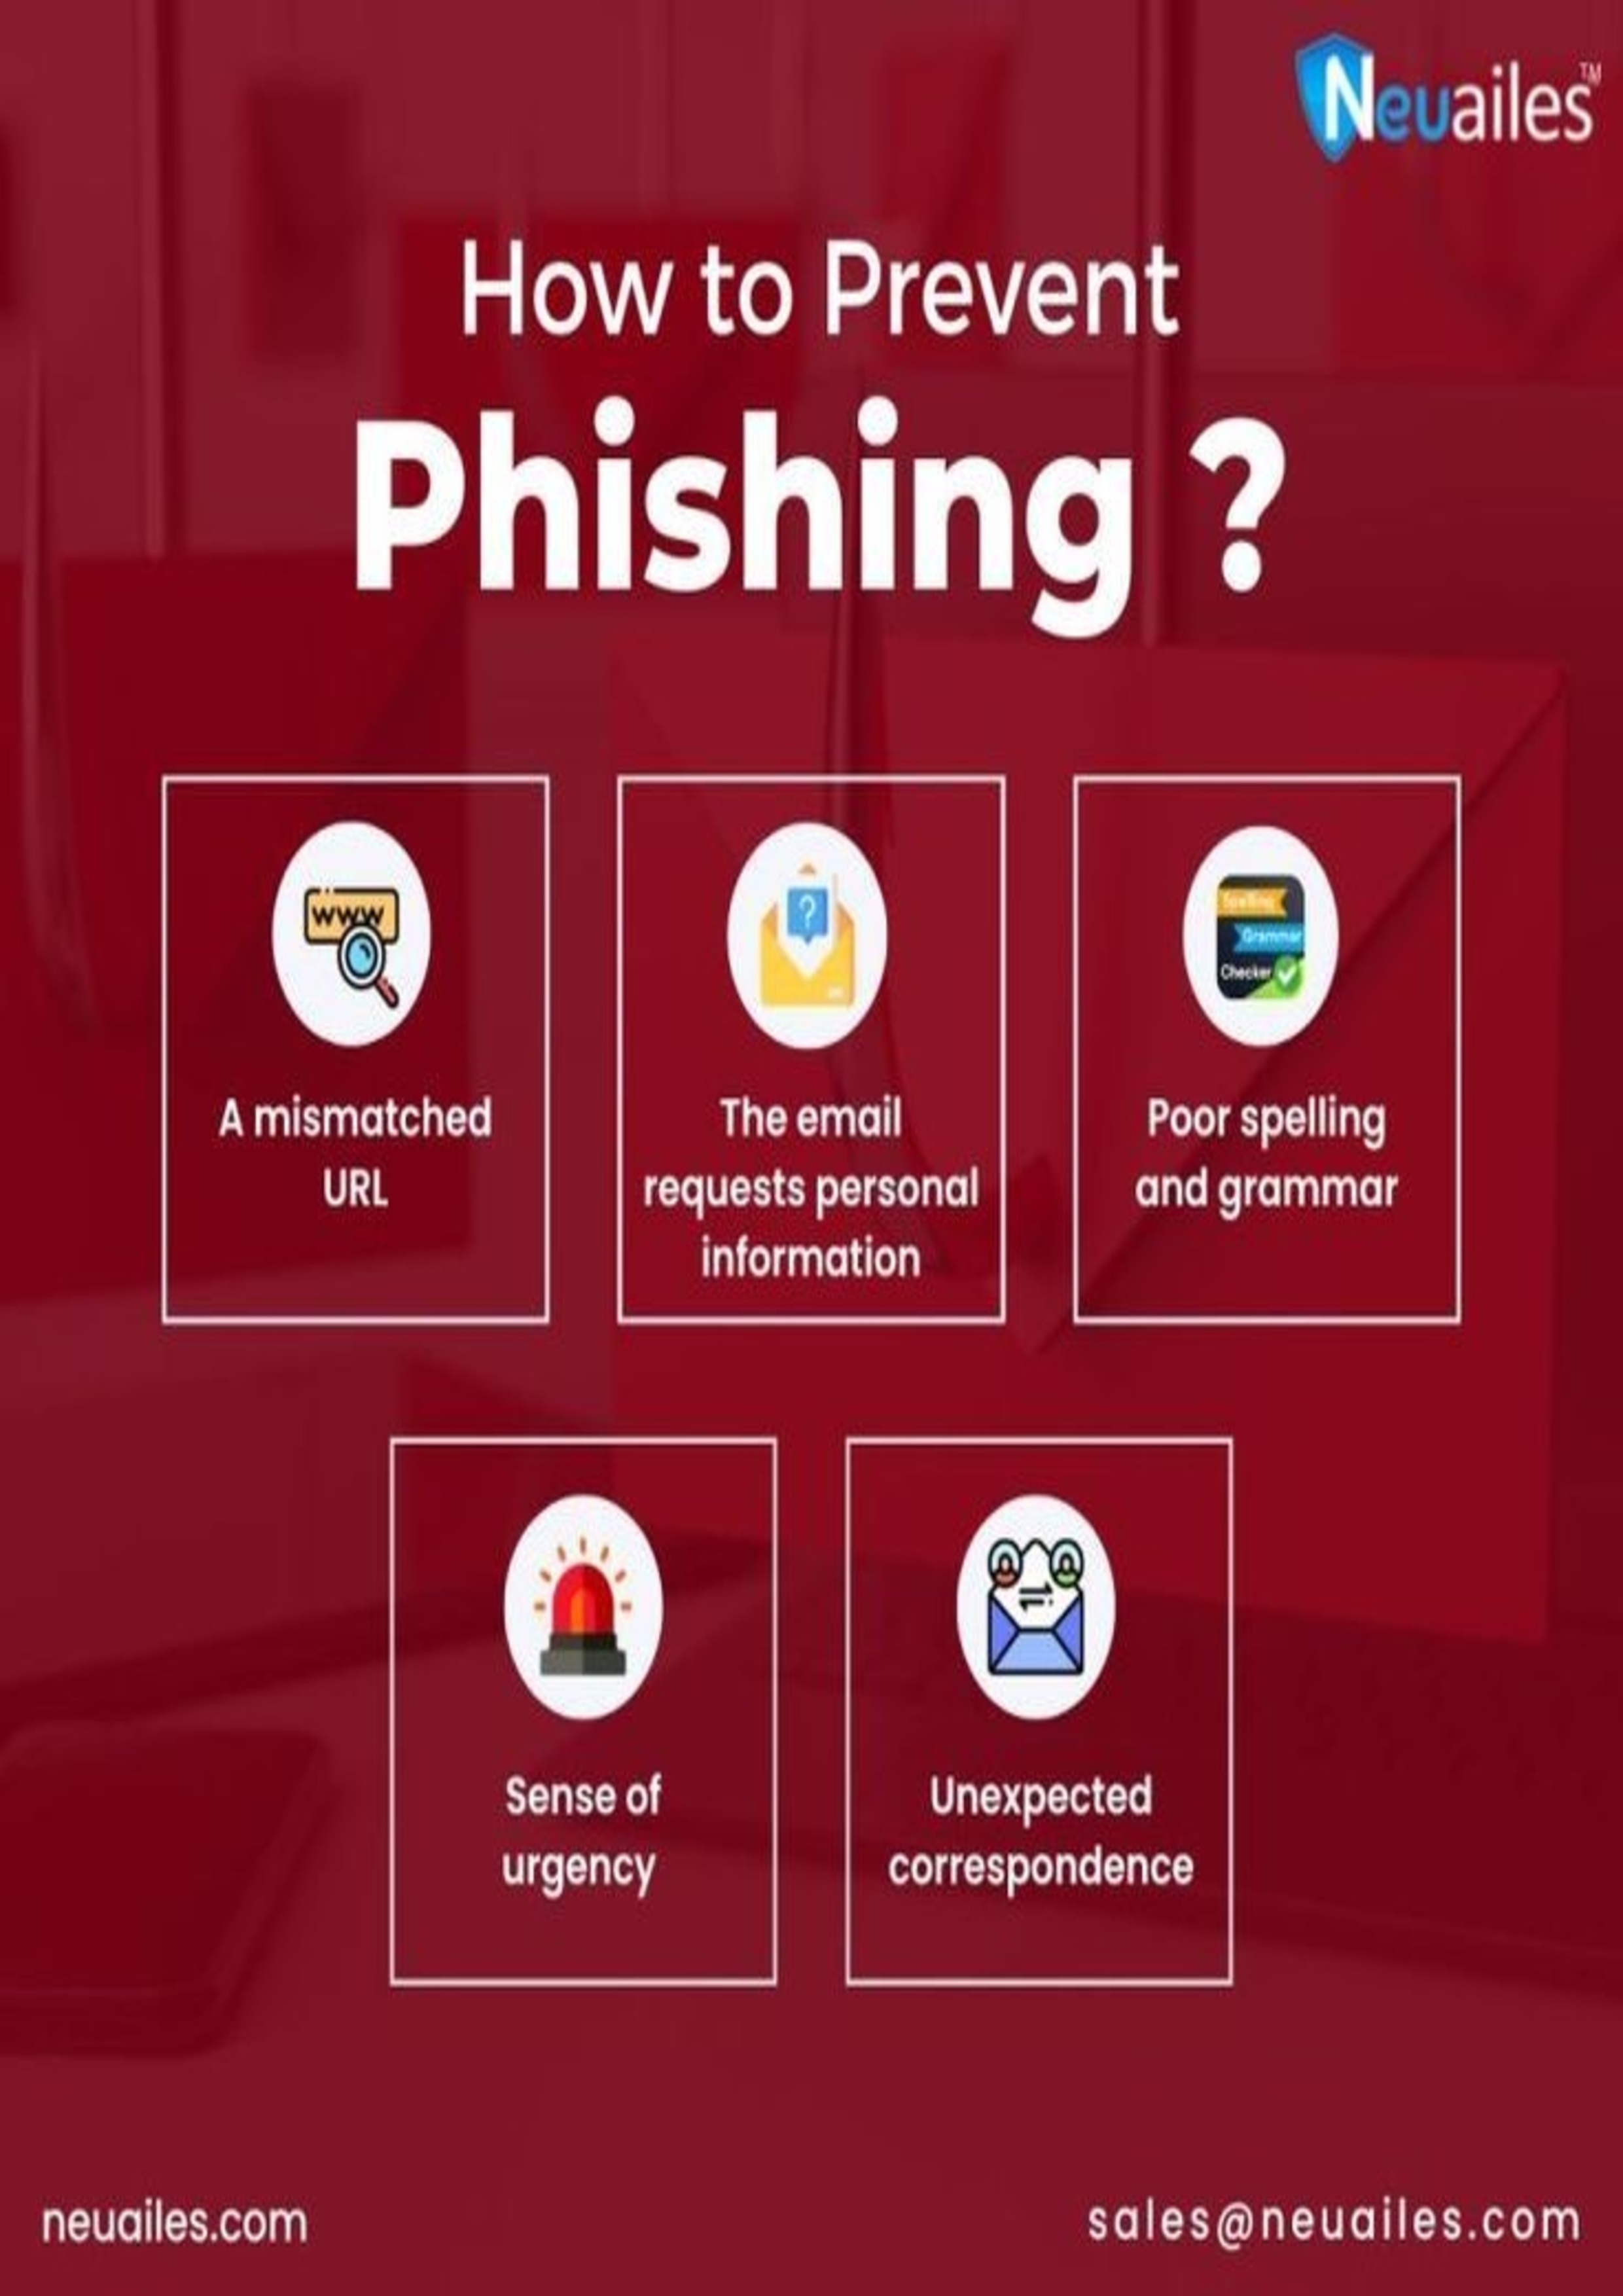 Neuailes™
How to Prevent
Phishing ?
www
?
Spelling
Grammar
Checker
A mismatched
URL
The email
requests personal
information
Poor spelling
and grammar
Sense of
urgency
Unexpected
correspondence
neuailes.com
sales@neuailes.com